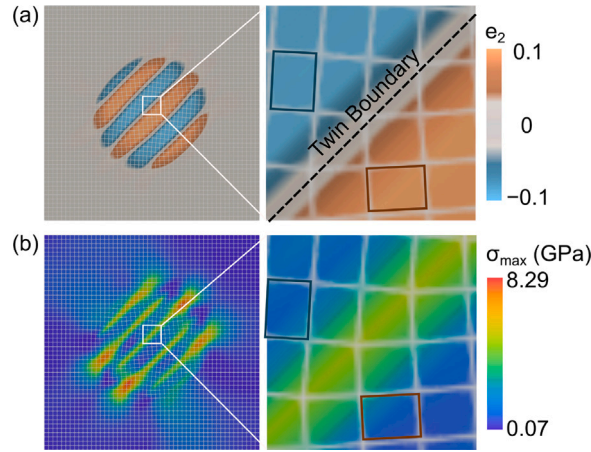 (a)
Twin Boundary
e₂
0.1
0
−0.1
(b)
σmax (GPa)
8.29
0.07